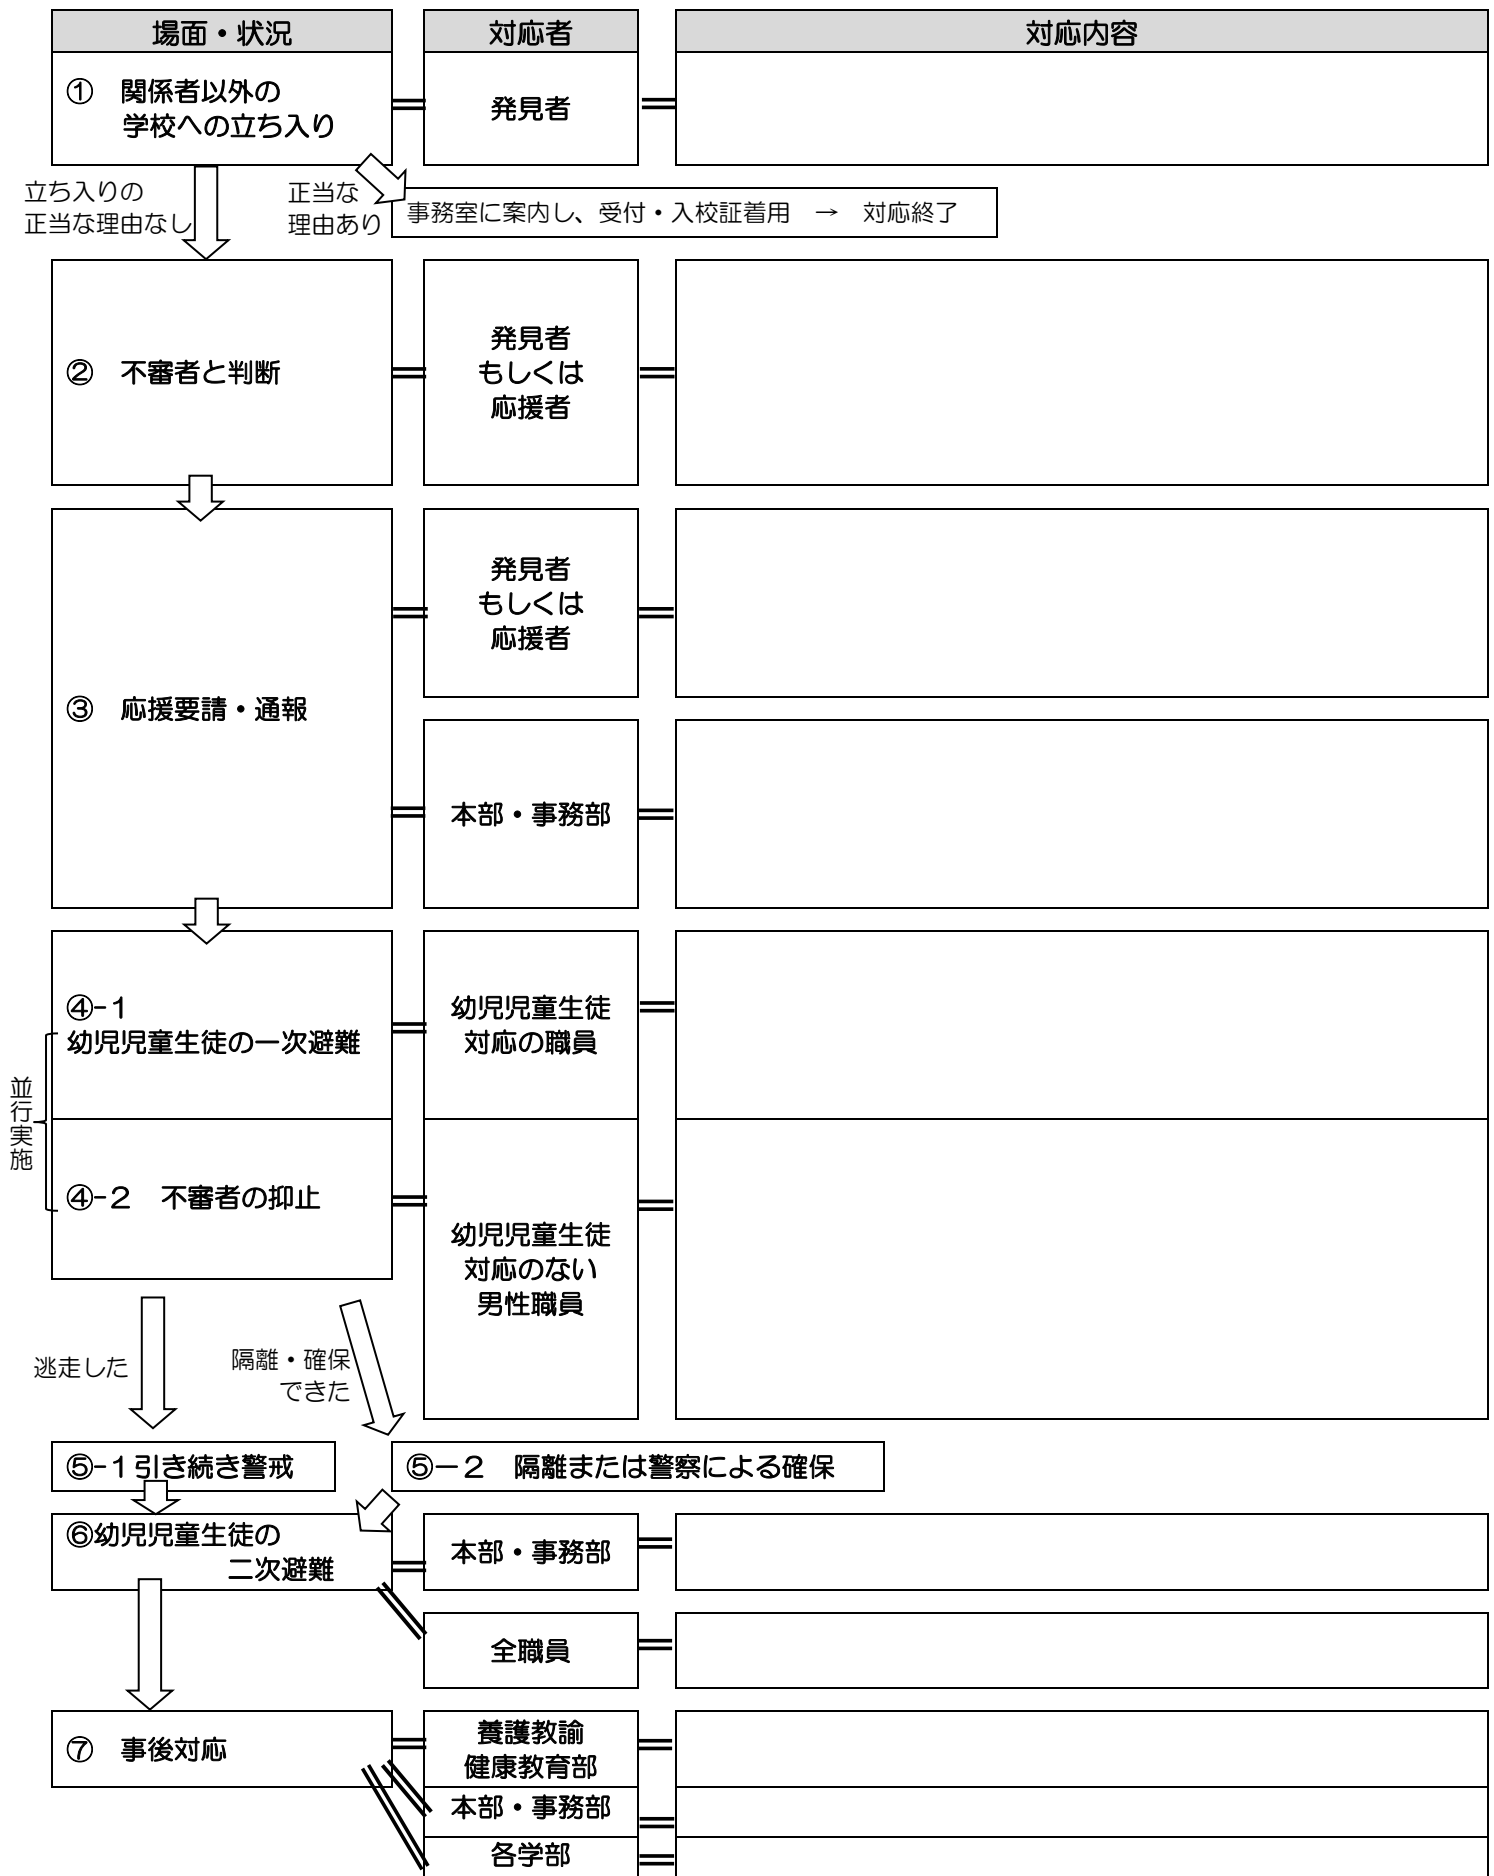 場面・状況
対応者
対応内容
①　関係者以外の
学校への立ち入り
発見者
立ち入りの
正当な理由なし
正当な
理由あり
事務室に案内し、受付・入校証着用　→　対応終了
②　不審者と判断
発見者
もしくは
応援者
③　応援要請・通報
発見者
もしくは
応援者
本部・事務部
並行実施
④-１
幼児児童生徒の一次避難
幼児児童生徒
対応の職員
④-２　不審者の抑止
幼児児童生徒
対応のない
男性職員
逃走した
隔離・確保
できた
⑤-１引き続き警戒
⑤－２　隔離または警察による確保
⑥幼児児童生徒の
二次避難
本部・事務部
全職員
⑦　事後対応
養護教諭
健康教育部
本部・事務部
各学部